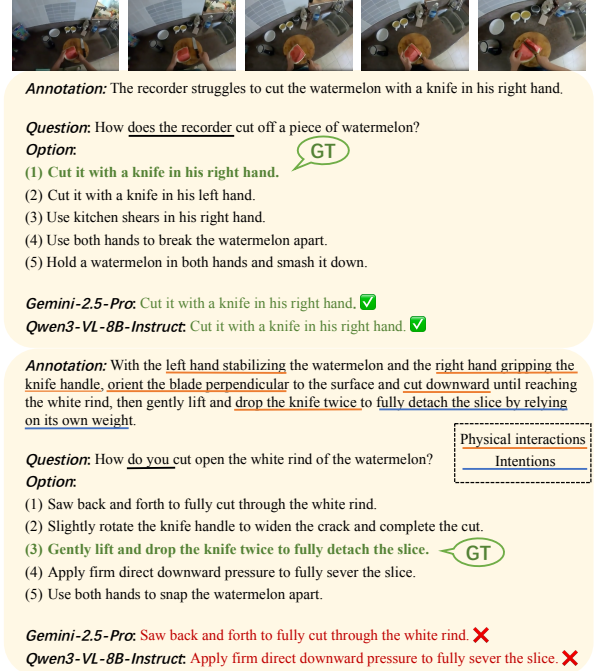 Annotation: The recorder struggles to cut the watermelon with a knife in his right hand.
Question: How does the recorder cut off a piece of watermelon?
Option:
GT
(1) Cut it with a knife in his right hand.
(2) Cut it with a knife in his left hand.
(3) Use kitchen shears in his right hand.
(4) Use both hands to break the watermelon apart.
(5) Hold a watermelon in both hands and smash it down.
Gemini-2.5-Pro: Cut it with a knife in his right hand. ✅
Qwen3-VL-8B-Instruct: Cut it with a knife in his right hand. ✅
Annotation: With the left hand stabilizing the watermelon and the right hand gripping the
knife handle, orient the blade perpendicular to the surface and cut downward until reaching
the white rind, then gently lift and drop the knife twice to fully detach the slice by relying
on its own weight.
Physical interactions
Intentions
Question: How do you cut open the white rind of the watermelon?
Option:
(1) Saw back and forth to fully cut through the white rind.
(2) Slightly rotate the knife handle to widen the crack and complete the cut.
(3) Gently lift and drop the knife twice to fully detach the slice.
GT
(4) Apply firm direct downward pressure to fully sever the slice.
(5) Use both hands to snap the watermelon apart.
Gemini-2.5-Pro: Saw back and forth to fully cut through the white rind. ❌
Qwen3-VL-8B-Instruct: Apply firm direct downward pressure to fully sever the slice. ❌